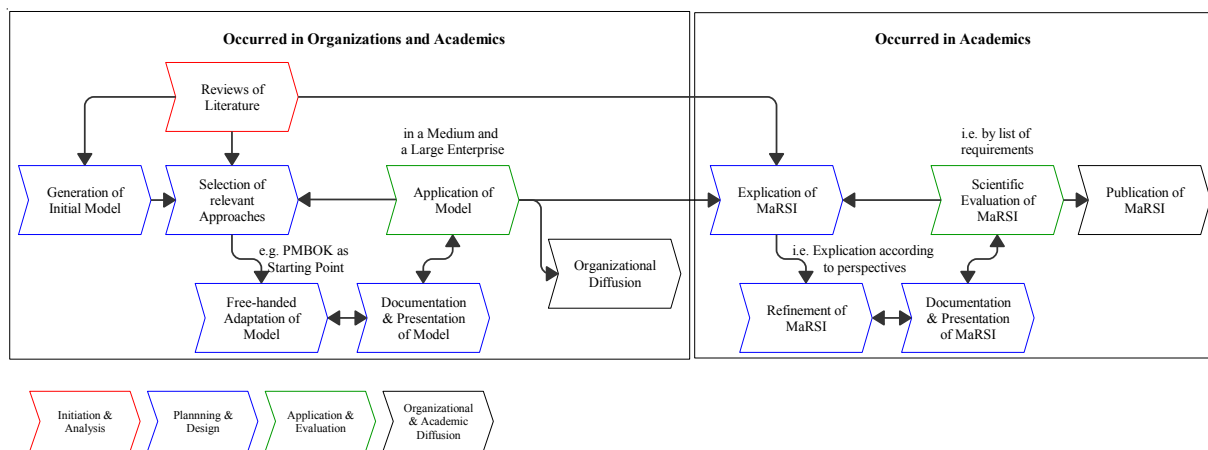 Occurred in Organizations and Academics
Reviews of
Literature
in a Medium and
a Large Enterprise
Generation of
Initial Model
Selection of
relevant
Approaches
Application of
Model
e.g. PMBOK as
Starting Point
Organizational
Diffusion
Free-handed
Adaptation of
Model
Documentation
& Presentation
of Model
Occurred in Academics
i.e. by list of
requirements
Explication of
MaRSI
Scientific
Evaluation of
MaRSI
Publication of
MaRSI
i.e. Explication according
to perspectives
Refinement of
MaRSI
Documentation
& Presentation
of MaRSI
Initiation &
Analysis
Plannning &
Design
Application &
Evaluation
Organizational
& Academic
Diffusion